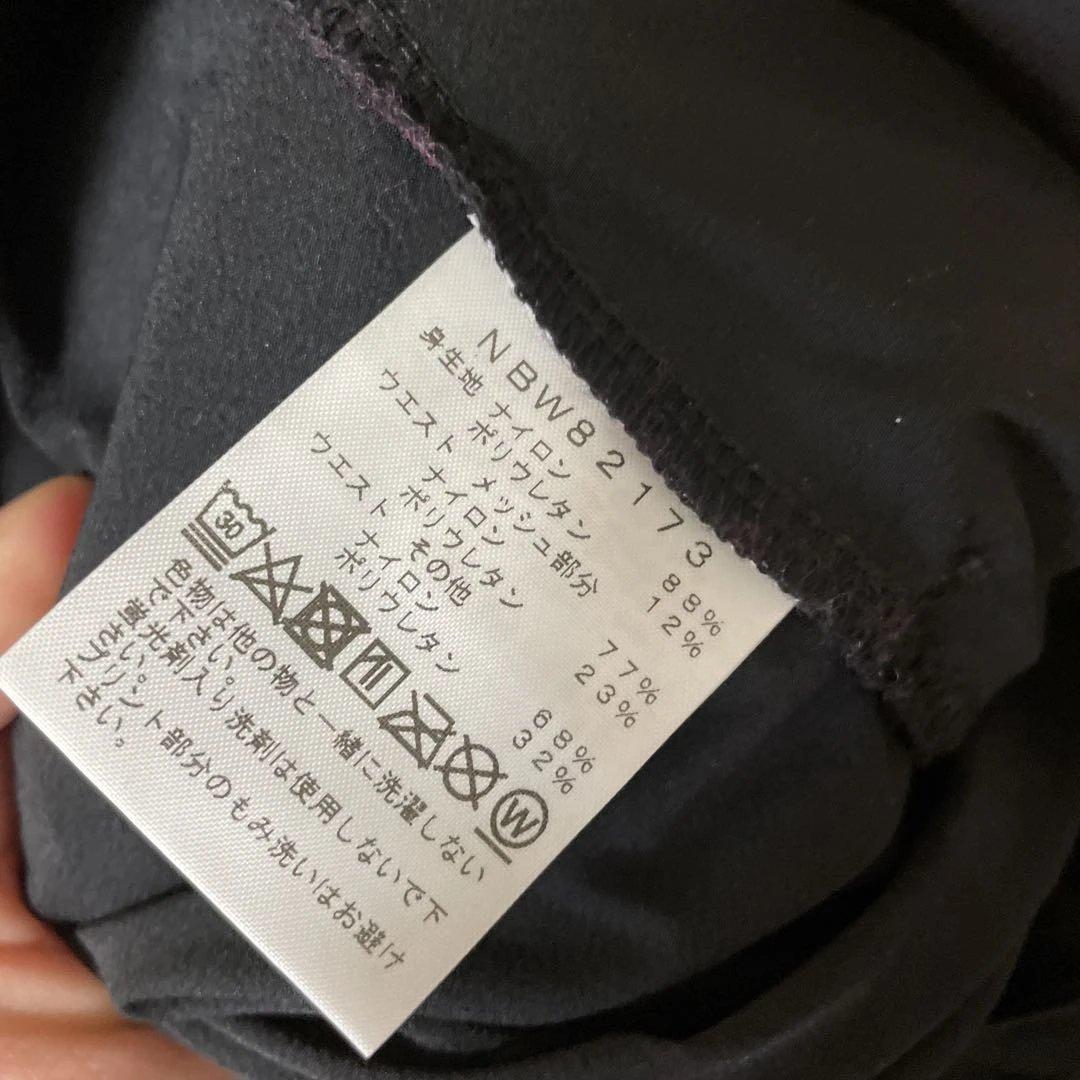 NBW82173
身生地 ナイロン 88%
ポリウレタン 12%
ウエスト メッシュ部分
ナイロン 77%
ポリウレタン 23%
ウエスト その他
ナイロン 68%
ポリウレタン 32%
30
W
色物は他の物と一緒に洗濯しない
で下さい。
蛍光剤入り洗剤は使用しないで下
さい。
プリント部分のもみ洗いはお避け
下さい。